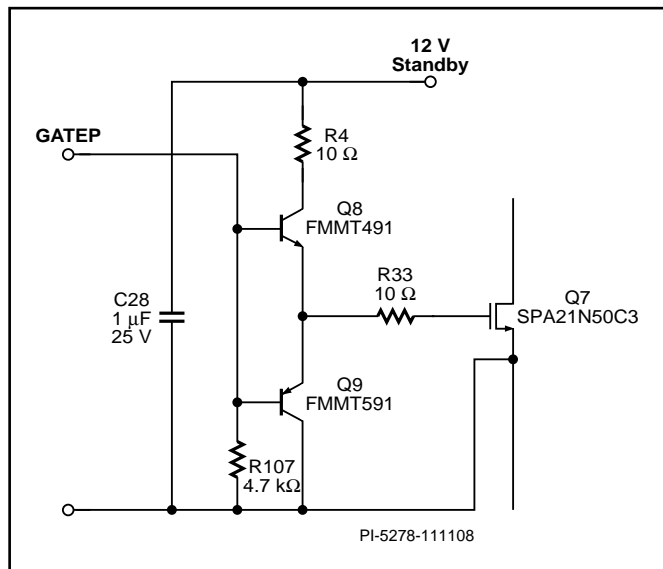 12 V
Standby
GATEP
R4
10 Ω
Q8
FMMT491
R33
10 Ω
Q7
SPA21N50C3
C28
1 μF
25 V
Q9
FMMT591
R107
4.7 kΩ
PI-5278-111108